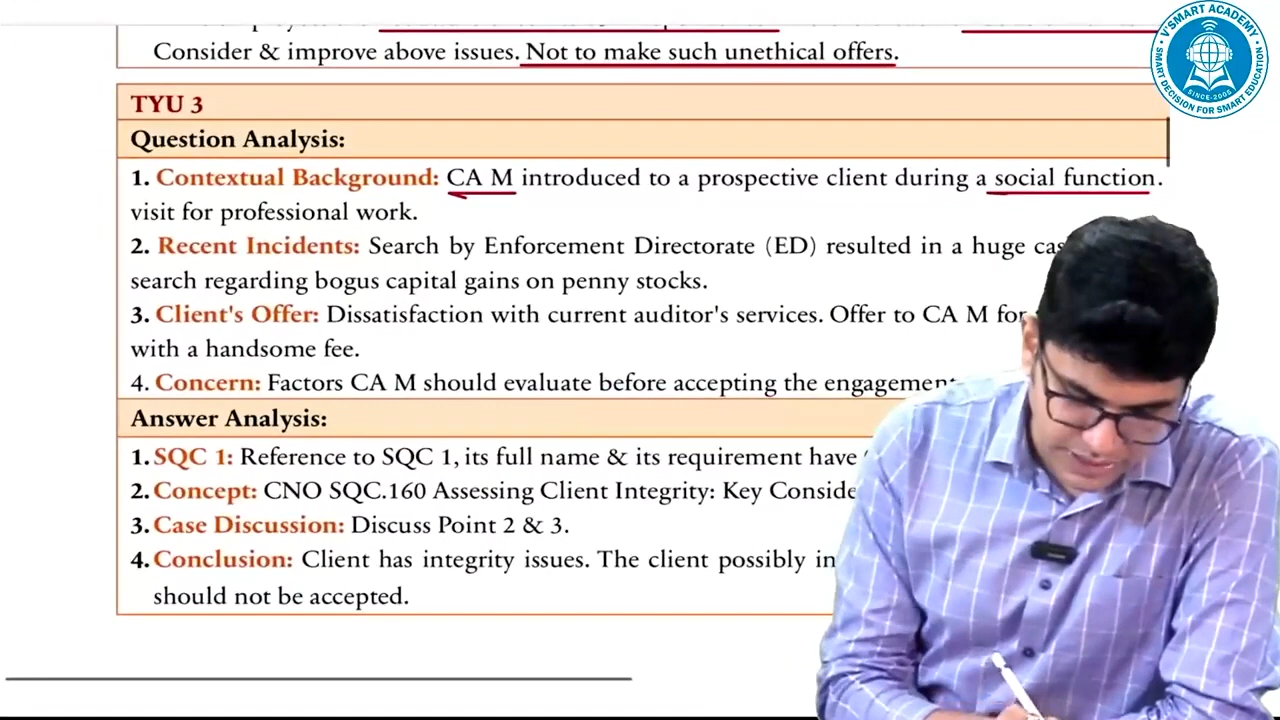 Consider & improve above issues. Not to make such unethical offers.
V'SMART ACADEMY
SMART DECISION FOR SMART EDUCATION
SINCE-2005
TYU 3
Question Analysis:
1. Contextual Background: CA M introduced to a prospective client during a social function.
visit for professional work.
2. Recent Incidents: Search by Enforcement Directorate (ED) resulted in a huge
search regarding bogus capital gains on penny stocks.
3. Client's Offer: Dissatisfaction with current auditor's services. Offer to CA M for
with a handsome fee.
4. Concern: Factors CA M should evaluate before accepting the engagement
Answer Analysis:
1. SQC 1: Reference to SQC 1, its full name & its requirement have
2. Concept: CNO SQC.160 Assessing Client Integrity: Key
3. Case Discussion: Discuss Point 2 & 3.
4. Conclusion: Client has integrity issues. The client possibly
should not be accepted.